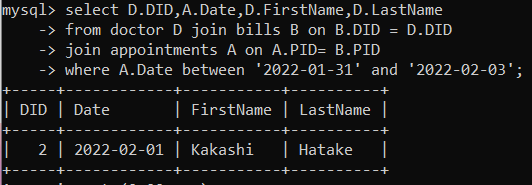 mysql> select D.DID,A.Date,D.FirstName,D.LastName
    -> from doctor D join bills B on B.DID = D.DID
    -> join appointments A on A.PID= B.PID
    -> where A.Date between '2022-01-31' and '2022-02-03';
+-----+------------+-----------+----------+
| DID | Date       | FirstName | LastName |
+-----+------------+-----------+----------+
|   2 | 2022-02-01 | Kakashi   | Hatake   |
+-----+------------+-----------+----------+